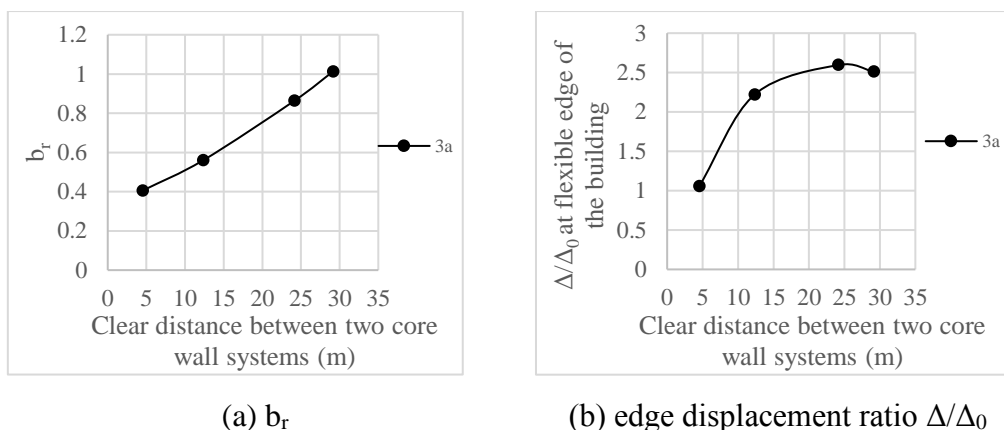 1.2
1
0.8
0.6
0.4
0.2
0
b_r
0 5 10 15 20 25 30 35
Clear distance between two core
wall systems (m)
3a
(a) b_r
3
2.5
2
1.5
1
0.5
0
Δ/Δ₀ at flexible edge of
the building
0 5 10 15 20 25 30 35
Clear distance between two core
wall systems (m)
3a
(b) edge displacement ratio Δ/Δ₀